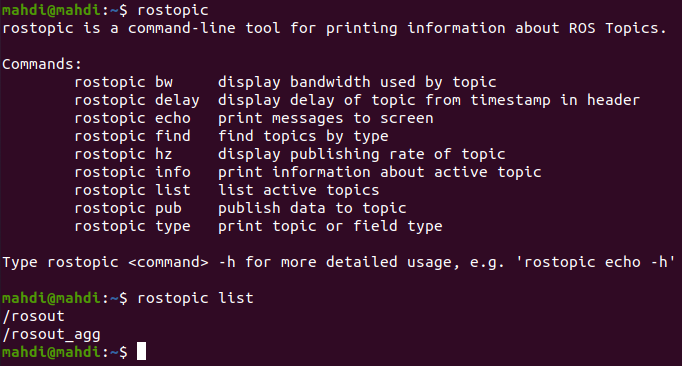 mahdi@mahdi:~$ rostopic
rostopic is a command-line tool for printing information about ROS Topics.
Commands:
rostopic bw display bandwidth used by topic
rostopic delay display delay of topic from timestamp in header
rostopic echo print messages to screen
rostopic find find topics by type
rostopic hz display publishing rate of topic
rostopic info print information about active topic
rostopic list list active topics
rostopic pub publish data to topic
rostopic type print topic or field type
Type rostopic <command> -h for more detailed usage, e.g. 'rostopic echo -h'
mahdi@mahdi:~$ rostopic list
/rosout
/rosout_agg
mahdi@mahdi:~$